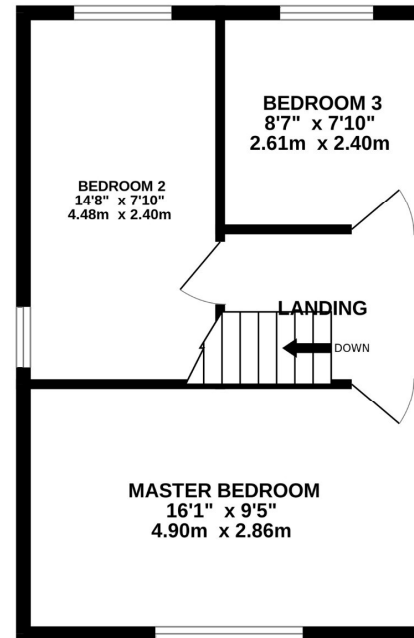 BEDROOM 3
8'7" x 7'10"
2.61m x 2.40m
BEDROOM 2
14'8" x 7'10"
4.48m x 2.40m
LANDING
DOWN
MASTER BEDROOM
16'1" x 9'5"
4.90m x 2.86m